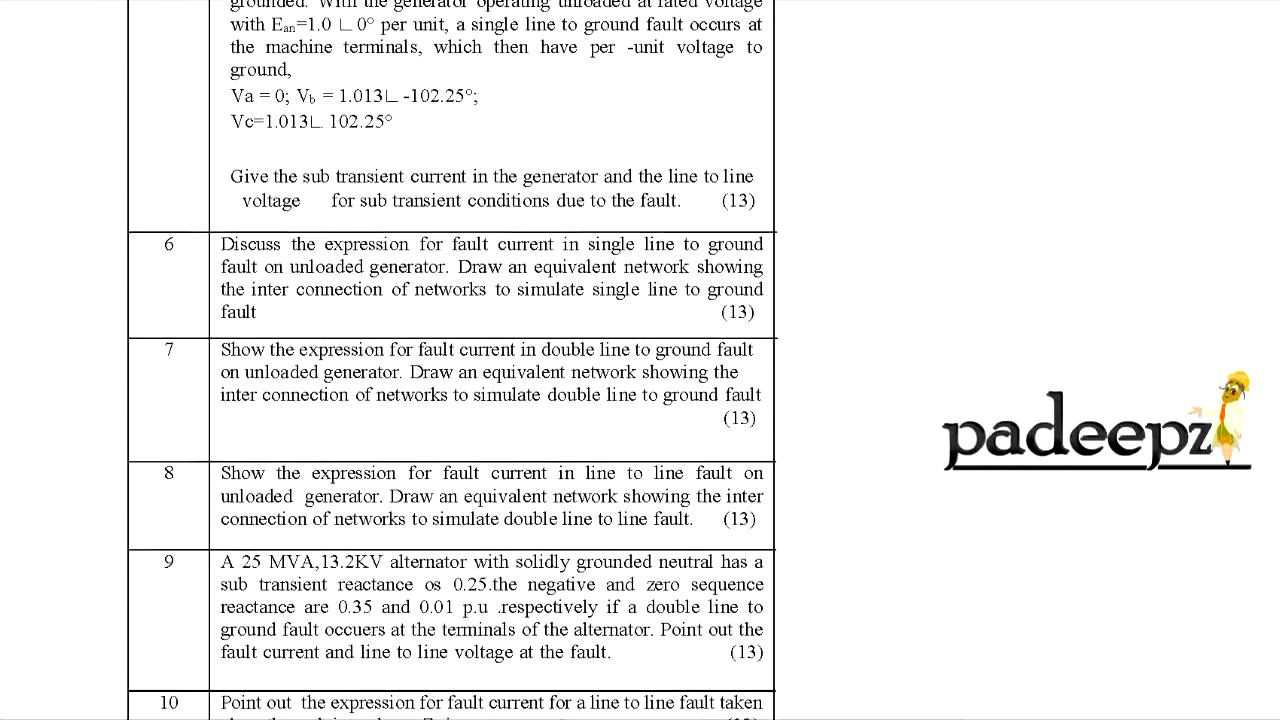 grounded. With the generator operating unloaded at rated voltage
with Ean=1.0 ∟0° per unit, a single line to ground fault occurs at
the machine terminals, which then have per -unit voltage to
ground,
Va = 0; Vb = 1.013∟ -102.25°;
Vc=1.013∟ 102.25°
Give the sub transient current in the generator and the line to line
voltage for sub transient conditions due to the fault. (13)
6 Discuss the expression for fault current in single line to ground
fault on unloaded generator. Draw an equivalent network showing
the inter connection of networks to simulate single line to ground
fault (13)
7 Show the expression for fault current in double line to ground fault
on unloaded generator. Draw an equivalent network showing the
inter connection of networks to simulate double line to ground fault
(13)
8 Show the expression for fault current in line to line fault on
unloaded generator. Draw an equivalent network showing the inter
connection of networks to simulate double line to line fault. (13)
9 A 25 MVA,13.2KV alternator with solidly grounded neutral has a
sub transient reactance os 0.25.the negative and zero sequence
reactance are 0.35 and 0.01 p.u .respectively if a double line to
ground fault occuers at the terminals of the alternator. Point out the
fault current and line to line voltage at the fault. (13)
10 Point out the expression for fault current for a line to line fault taken
padeepz